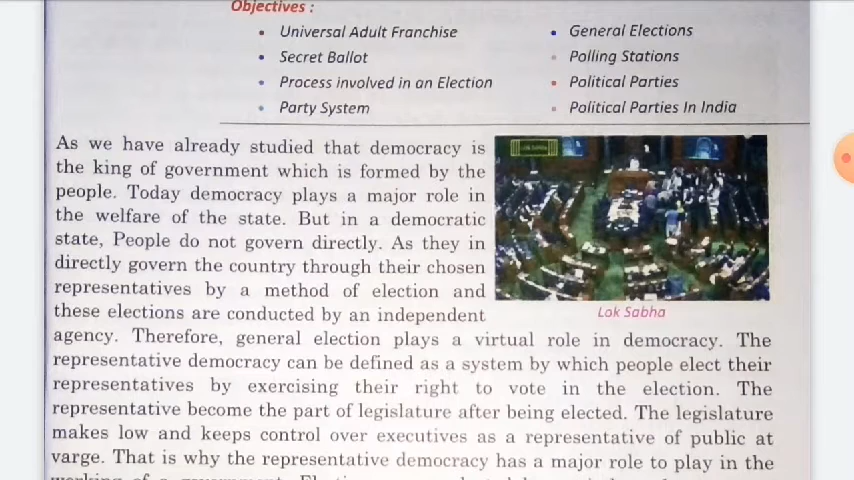 Objectives :
Universal Adult Franchise
Secret Ballot
Process involved in an Election
Party System
General Elections
Polling Stations
Political Parties
Political Parties In India
As we have already studied that democracy is
the king of government which is formed by the
people. Today democracy plays a major role in
the welfare of the state. But in a democratic
state, People do not govern directly. As they in
directly govern the country through their chosen
representatives by a method of election and
these elections are conducted by an independent
Lok Sabha
agency. Therefore, general election plays a virtual role in democracy. The
representative democracy can be defined as a system by which people elect their
representatives by exercising their right to vote in the election. The
representative become the part of legislature after being elected. The legislature
makes low and keeps control over executives as a representative of public at
varge. That is why the representative democracy has a major role to play in the